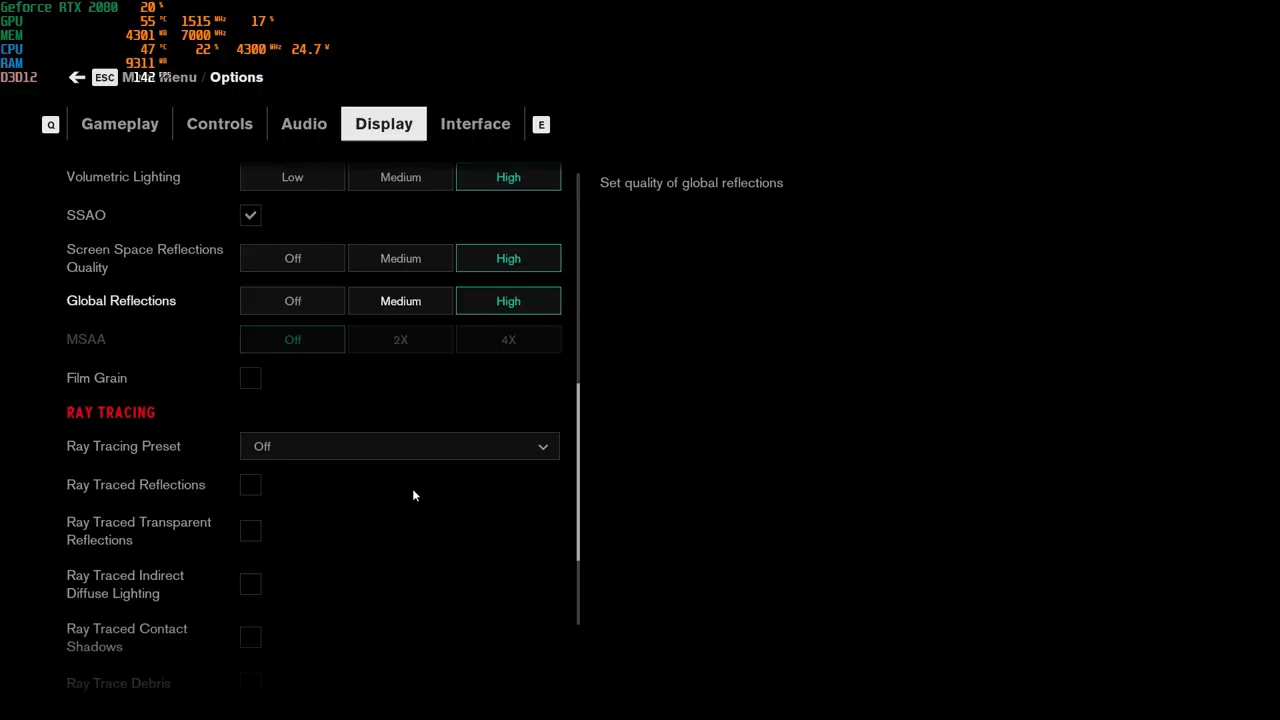 Geforce RTX 2080 20 %
GPU 55 °C 1515 MHz 17 %
MEM 4301 MB 7000 MHz
CPU 47 °C 22 % 4300 MHz 24.7 W
RAM 9311 MB
D3D12 142 FPS
ESC Menu / Options
Q Gameplay Controls Audio Display Interface E
Volumetric Lighting Low Medium High
Set quality of global reflections
SSAO
Screen Space Reflections
Quality Off Medium High
Global Reflections Off Medium High
MSAA Off 2X 4X
Film Grain
RAY TRACING
Ray Tracing Preset Off
Ray Traced Reflections
Ray Traced Transparent
Reflections
Ray Traced Indirect
Diffuse Lighting
Ray Traced Contact
Shadows
Ray Trace Debris